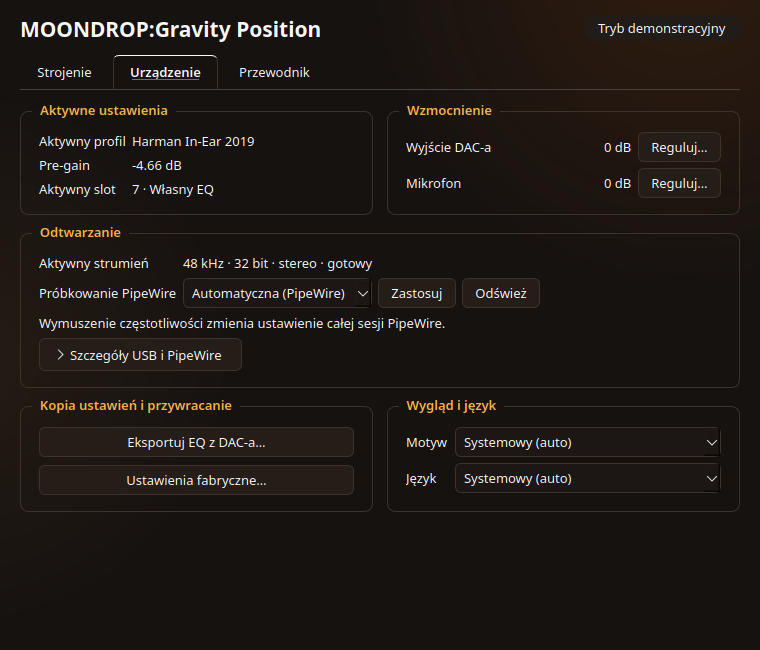 MOONDROP:Gravity Position
Tryb demonstracyjny
Strojenie
Urządzenie
Przewodnik
Aktywne ustawienia
Aktywny profil Harman In-Ear 2019
Pre-gain -4.66 dB
Aktywny slot 7 · Własny EQ
Wzmocnienie
Wyjście DAC-a 0 dB Reguluj...
Mikrofon 0 dB Reguluj...
Odtwarzanie
Aktywny strumień 48 kHz · 32 bit · stereo · gotowy
Próbkowanie PipeWire Automatyczna (PipeWire) Zastosuj Odśwież
Wymuszenie częstotliwości zmienia ustawienie całej sesji PipeWire.
Szczegóły USB i PipeWire
Kopia ustawień i przywracanie
Eksportuj EQ z DAC-a...
Ustawienia fabryczne...
Wygląd i język
Motyw Systemowy (auto)
Język Systemowy (auto)